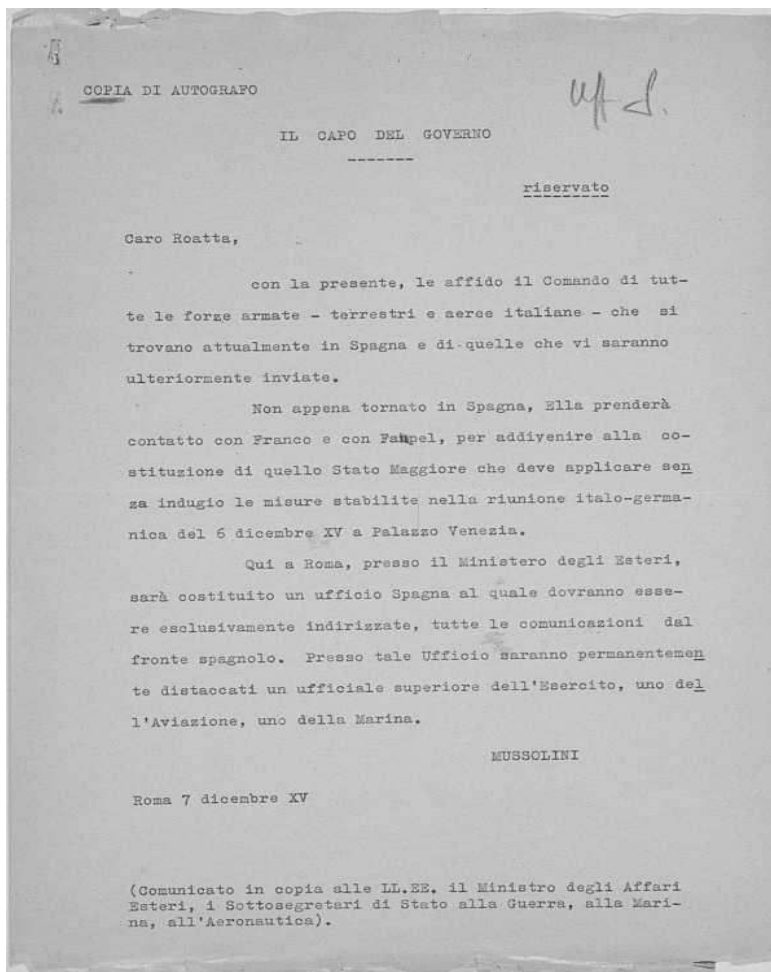 COPIA DI AUTOGRAFO
Uff S.
IL CAPO DEL GOVERNO
riservato
Caro Roatta,
con la presente, le affido il Comando di tut-
te le forze armate - terrestri e aeree italiane - che si
trovano attualmente in Spagna e di quelle che vi saranno
ulteriormente inviate.
Non appena tornato in Spagna, Ella prenderà
contatto con Franco e con Faupel, per addivenire alla co-
stituzione di quello Stato Maggiore che deve applicare sen
za indugio le misure stabilite nella riunione italo-germa-
nica del 6 dicembre XV a Palazzo Venezia.
Qui a Roma, presso il Ministero degli Esteri,
sarà costituito un ufficio Spagna al quale dovranno esse-
re esclusivamente indirizzate, tutte le comunicazioni dal
fronte spagnolo. Presso tale Ufficio saranno permanentemen
te distaccati un ufficiale superiore dell'Esercito, uno del
l'Aviazione, uno della Marina.
MUSSOLINI
Roma 7 dicembre XV
(Comunicato in copia alle LL.EE. il Ministro degli Affari
Esteri, i Sottosegretari di Stato alla Guerra, alla Mari-
na, all'Aeronautica).